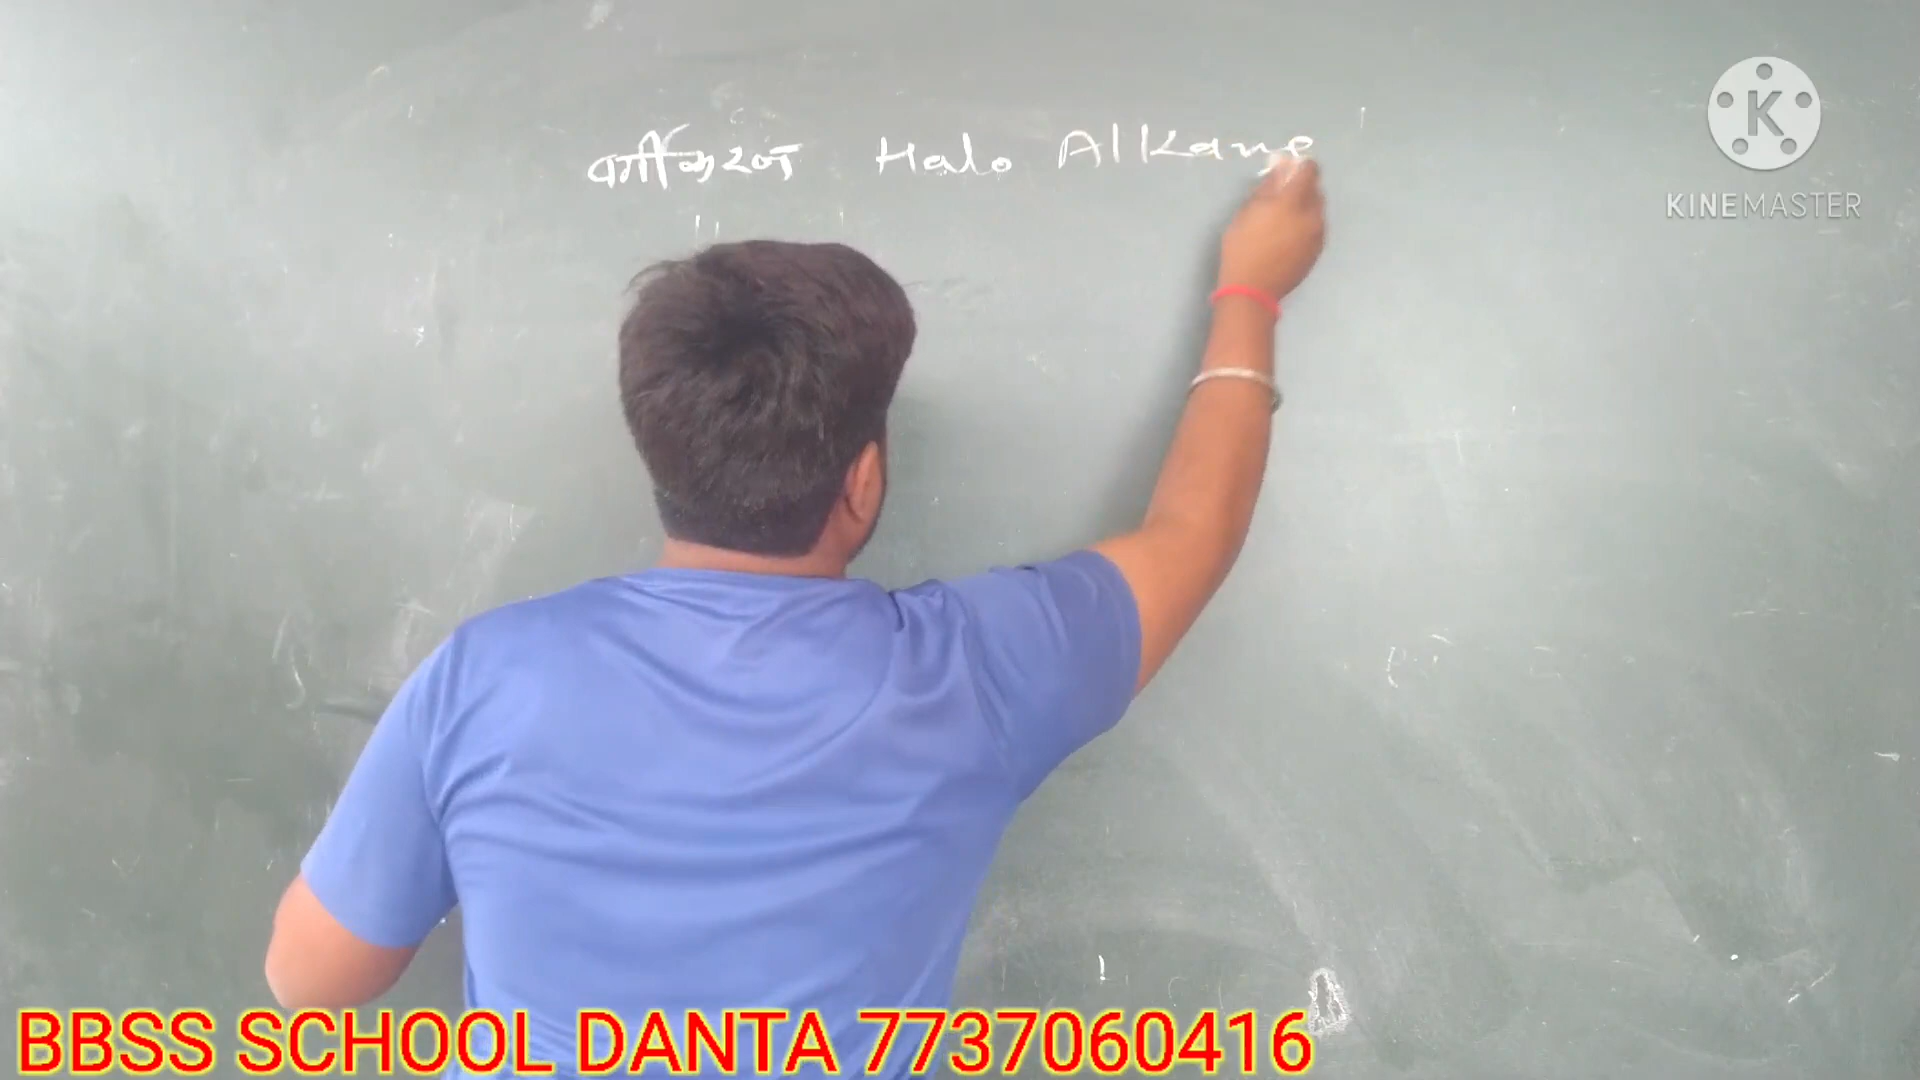 वर्गीकरण Halo Alkane
K
KINEMASTER
BBSS SCHOOL DANTA 7737060416